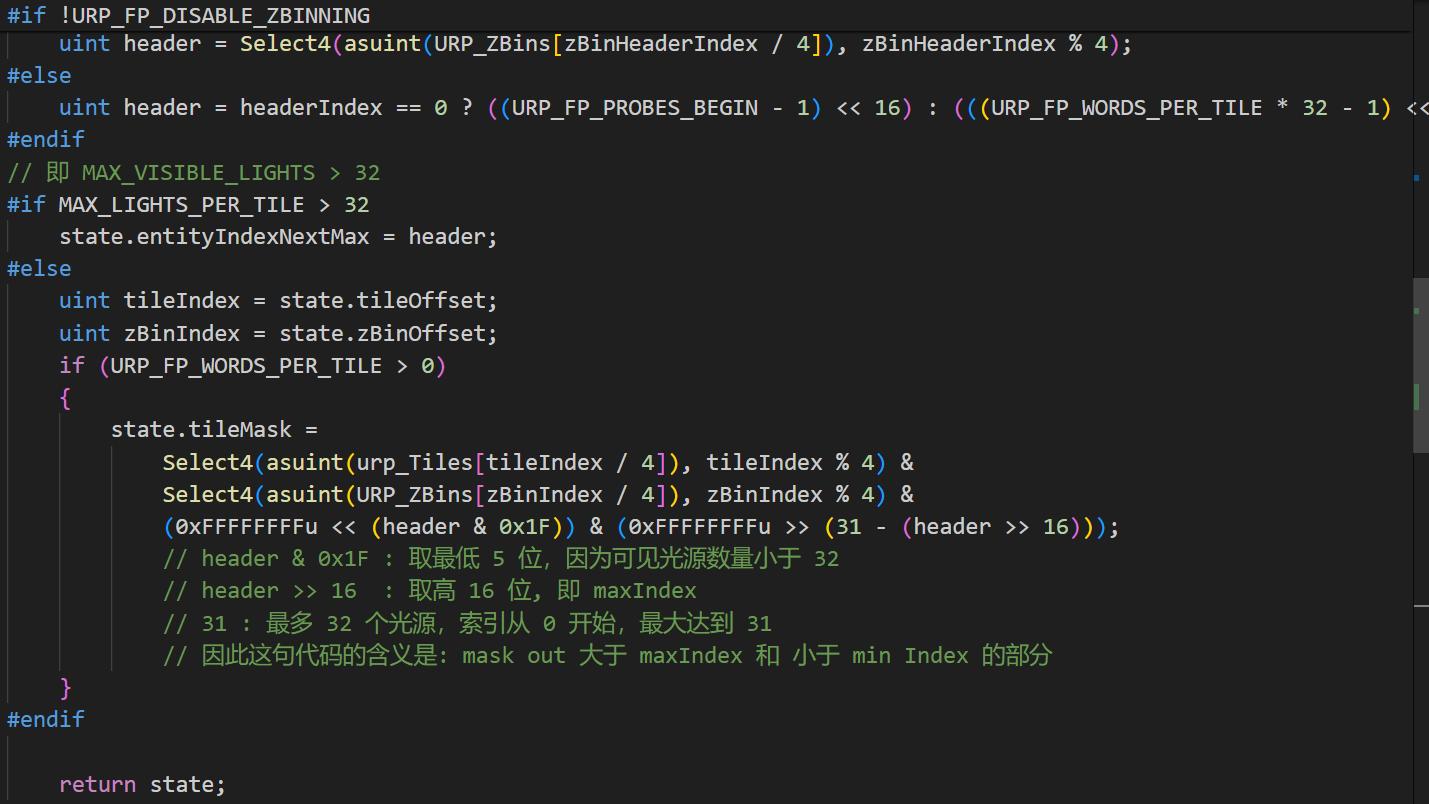 #if !URP_FP_DISABLE_ZBINNING
    uint header = Select4(asuint(URP_ZBins[zBinHeaderIndex / 4]), zBinHeaderIndex % 4);
#else
    uint header = headerIndex == 0 ? ((URP_FP_PROBES_BEGIN - 1) << 16) : (((URP_FP_WORDS_PER_TILE * 32 - 1) <<
#endif
// 即 MAX_VISIBLE_LIGHTS > 32
#if MAX_LIGHTS_PER_TILE > 32
    state.entityIndexNextMax = header;
#else
    uint tileIndex = state.tileOffset;
    uint zBinIndex = state.zBinOffset;
    if (URP_FP_WORDS_PER_TILE > 0)
    {
        state.tileMask =
            Select4(asuint(urp_Tiles[tileIndex / 4]), tileIndex % 4) &
            Select4(asuint(URP_ZBins[zBinIndex / 4]), zBinIndex % 4) &
            (0xFFFFFFFFu << (header & 0x1F)) & (0xFFFFFFFFu >> (31 - (header >> 16)));
            // header & 0x1F : 取最低 5 位，因为可见光源数量小于 32
            // header >> 16  : 取高 16 位, 即 maxIndex
            // 31 : 最多 32 个光源，索引从 0 开始，最大达到 31
            // 因此这句代码的含义是: mask out 大于 maxIndex 和 小于 min Index 的部分
    }
#endif
    return state;